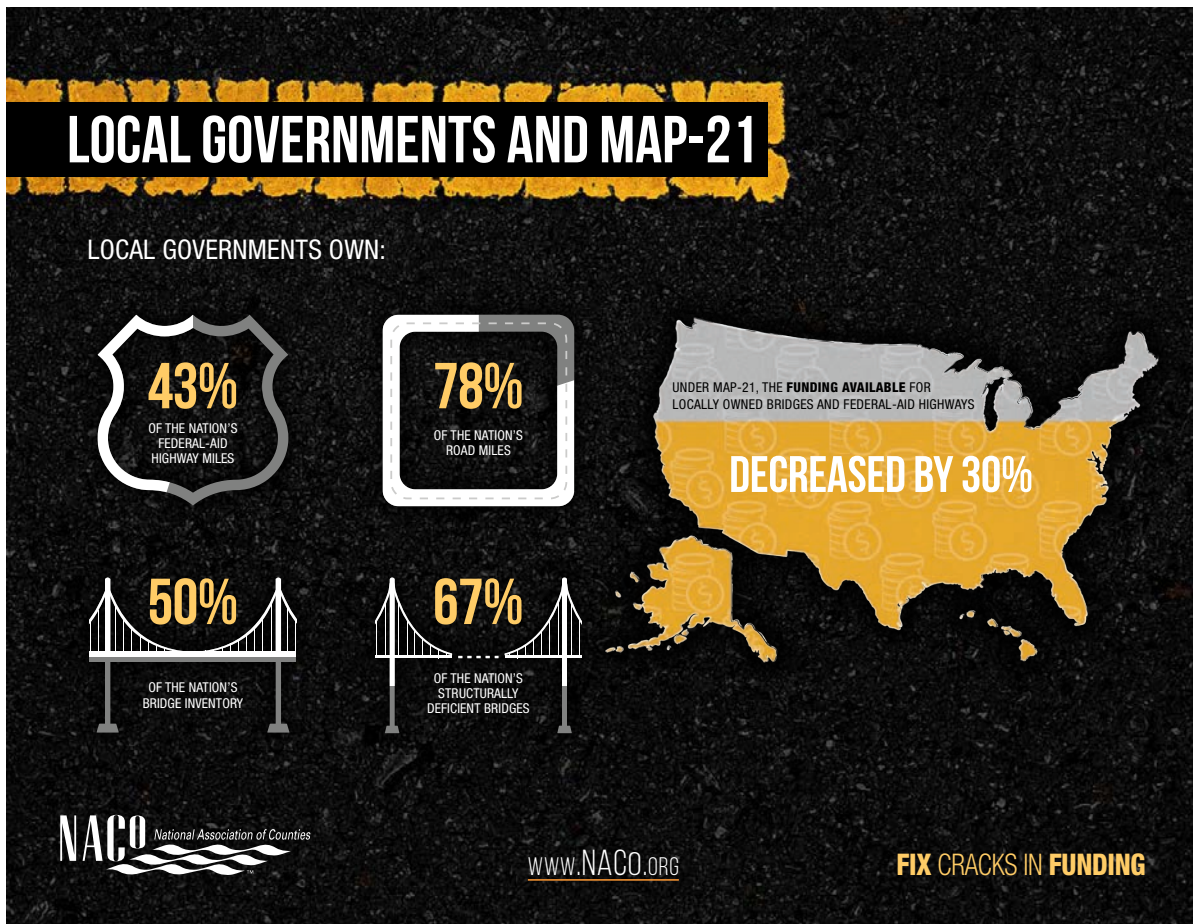 LOCAL GOVERNMENTS AND MAP-21
LOCAL GOVERNMENTS OWN:
43%
OF THE NATION'S
FEDERAL-AID
HIGHWAY MILES
78%
OF THE NATION'S
ROAD MILES
50%
OF THE NATION'S
BRIDGE INVENTORY
67%
OF THE NATION'S
STRUCTURALLY
DEFICIENT BRIDGES
UNDER MAP-21, THE FUNDING AVAILABLE FOR
LOCALLY OWNED BRIDGES AND FEDERAL-AID HIGHWAYS
DECREASED BY 30%
NACo National Association of Counties
™
WWW.NACO.ORG
FIX CRACKS IN FUNDING